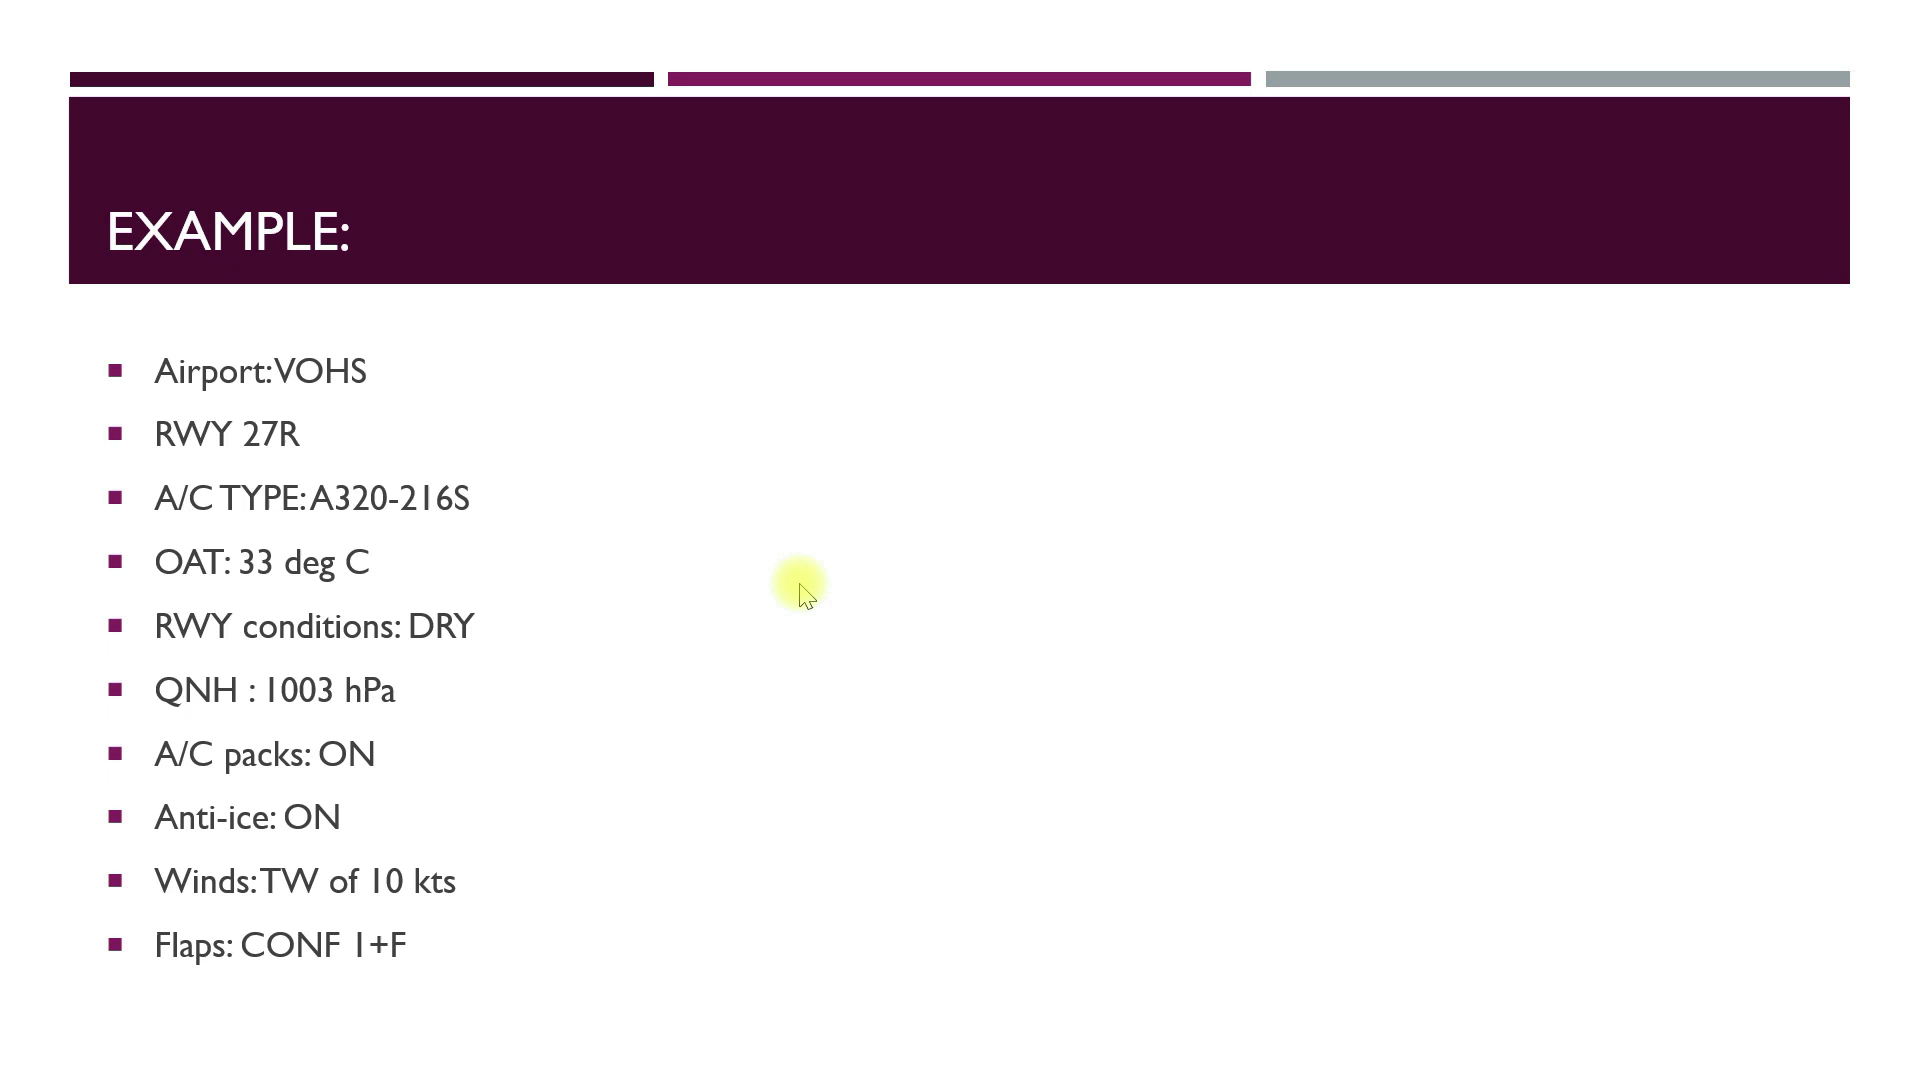 EXAMPLE:
Airport: VOHS
RWY 27R
A/C TYPE: A320-216S
OAT: 33 deg C
RWY conditions: DRY
QNH : 1003 hPa
A/C packs: ON
Anti-ice: ON
Winds: TW of 10 kts
Flaps: CONF 1+F